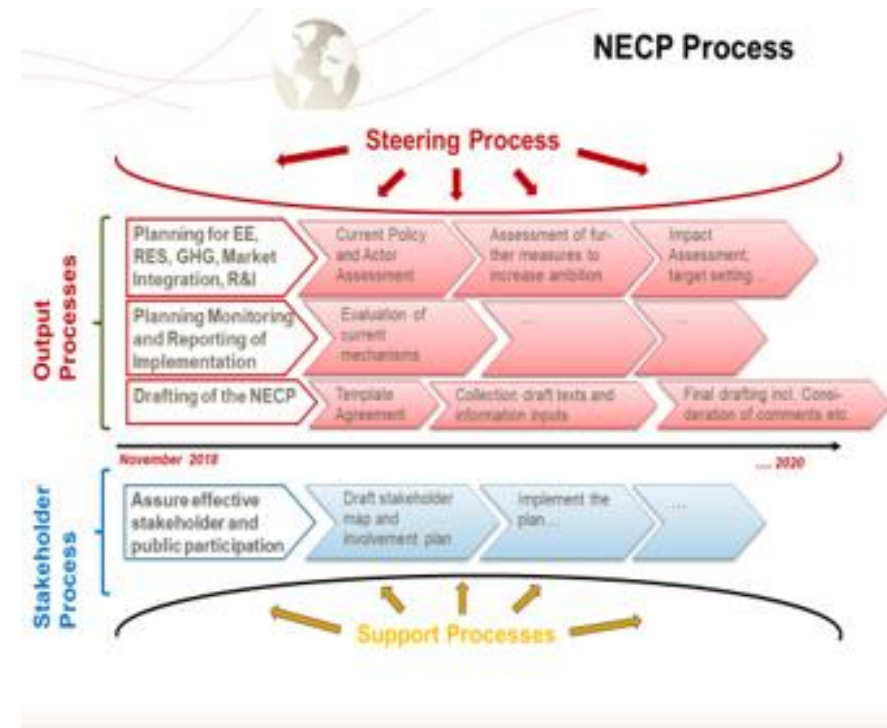 NECP Process
Steering Process
Output
Processes
Planning for EE,
RES, GHG, Market
Integration, R&I
Current Policy
and Actor
Assessment
Assessment of fur-
ther measures to
increase ambition
Impact
Assessment;
target setting...
Planning Monitoring
and Reporting of
Implementation
Evaluation of
current
mechanisms
...
...
Drafting of the NECP
Template
Agreement
Collection draft texts and
information inputs
Final drafting incl. Consi-
deration of comments etc.
November 2018
.... 2020
Stakeholder
Process
Assure effective
stakeholder and
public participation
Draft stakeholder
map and
involvement plan
Implement the
plan...
...
Support Processes